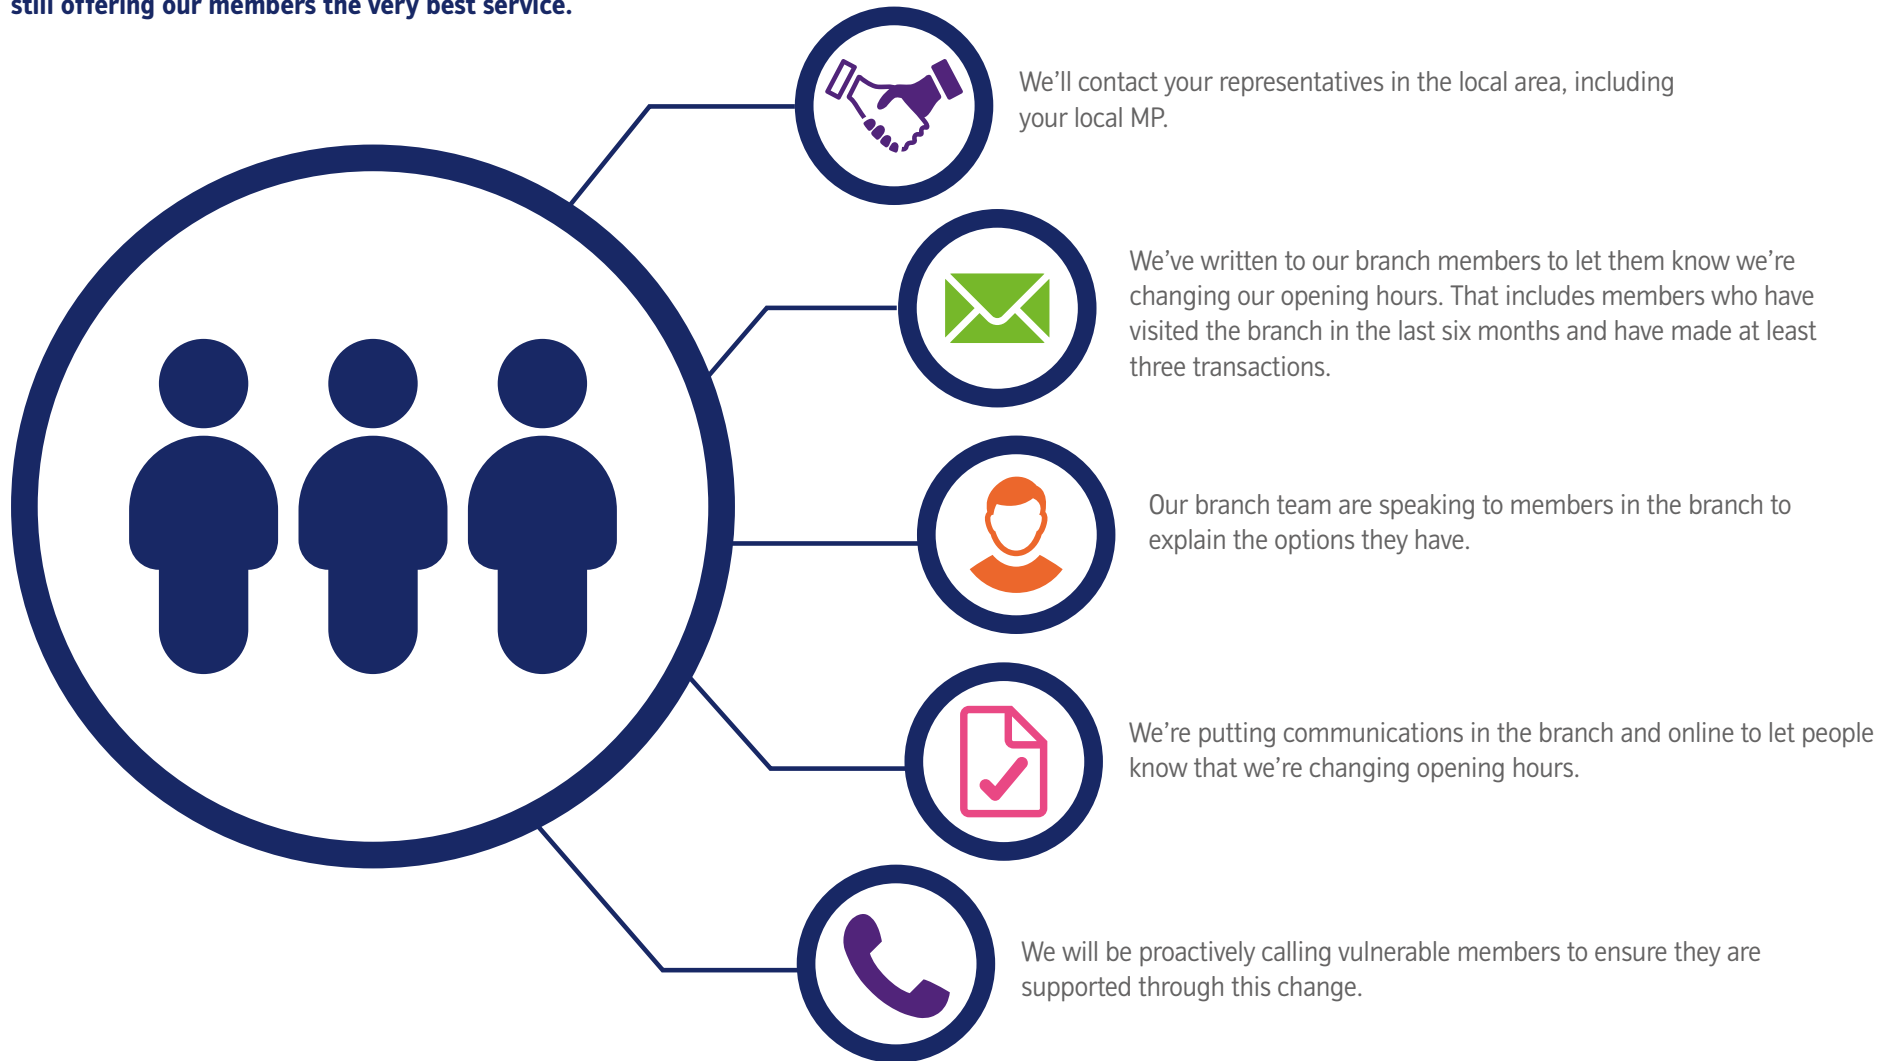 still offering our members the very best service.
We'll contact your representatives in the local area, including
your local MP.
We've written to our branch members to let them know we're
changing our opening hours. That includes members who have
visited the branch in the last six months and have made at least
three transactions.
Our branch team are speaking to members in the branch to
explain the options they have.
We're putting communications in the branch and online to let people
know that we're changing opening hours.
We will be proactively calling vulnerable members to ensure they are
supported through this change.